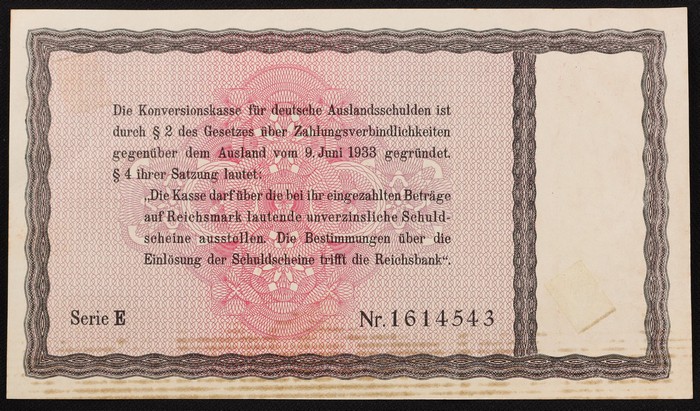 Die Konversionskasse für deutsche Auslandsschulden ist
durch § 2 des Gesetzes über Zahlungsverbindlichkeiten
gegenüber dem Ausland vom 9. Juni 1933 gegründet.
§ 4 ihrer Satzung lautet:
„Die Kasse darf über die bei ihr eingezahlten Beträge
auf Reichsmark lautende unverzinsliche Schuld-
scheine ausstellen. Die Bestimmungen über die
Einlösung der Schuldscheine trifft die Reichsbank“.
Serie E Nr. 1614543